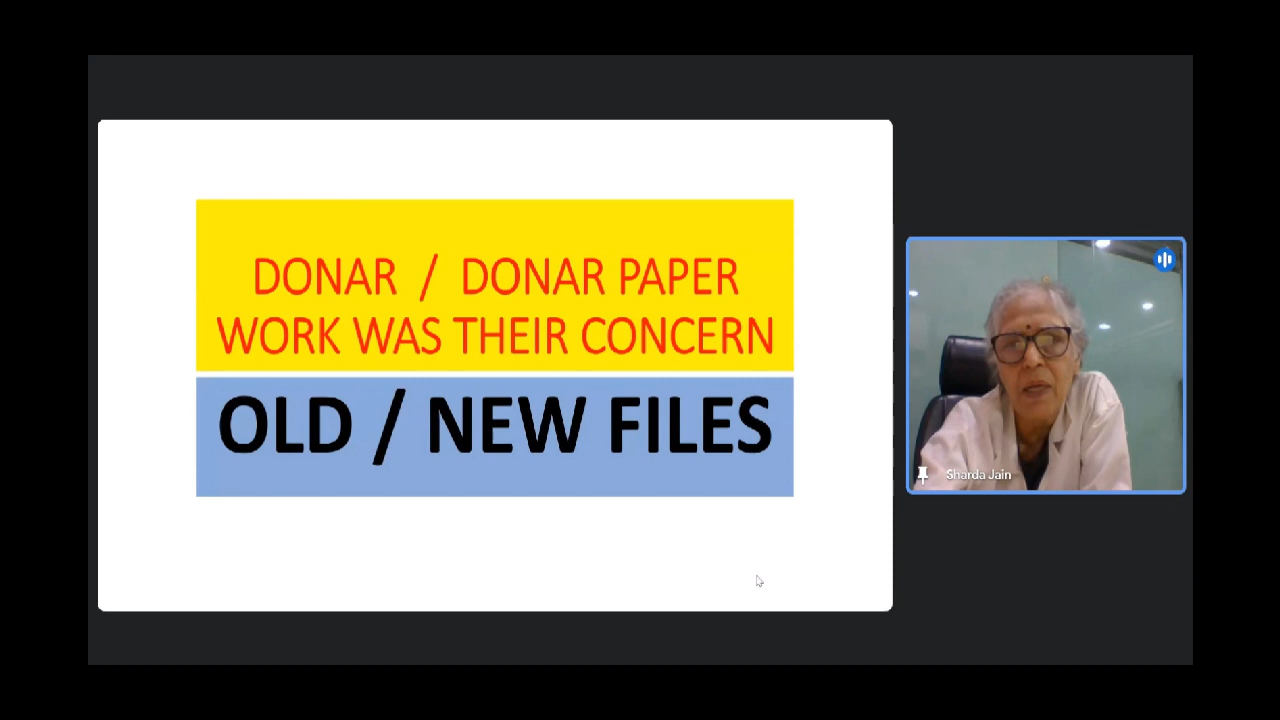 DONAR / DONAR PAPER
WORK WAS THEIR CONCERN
OLD / NEW FILES
Sharda Jain